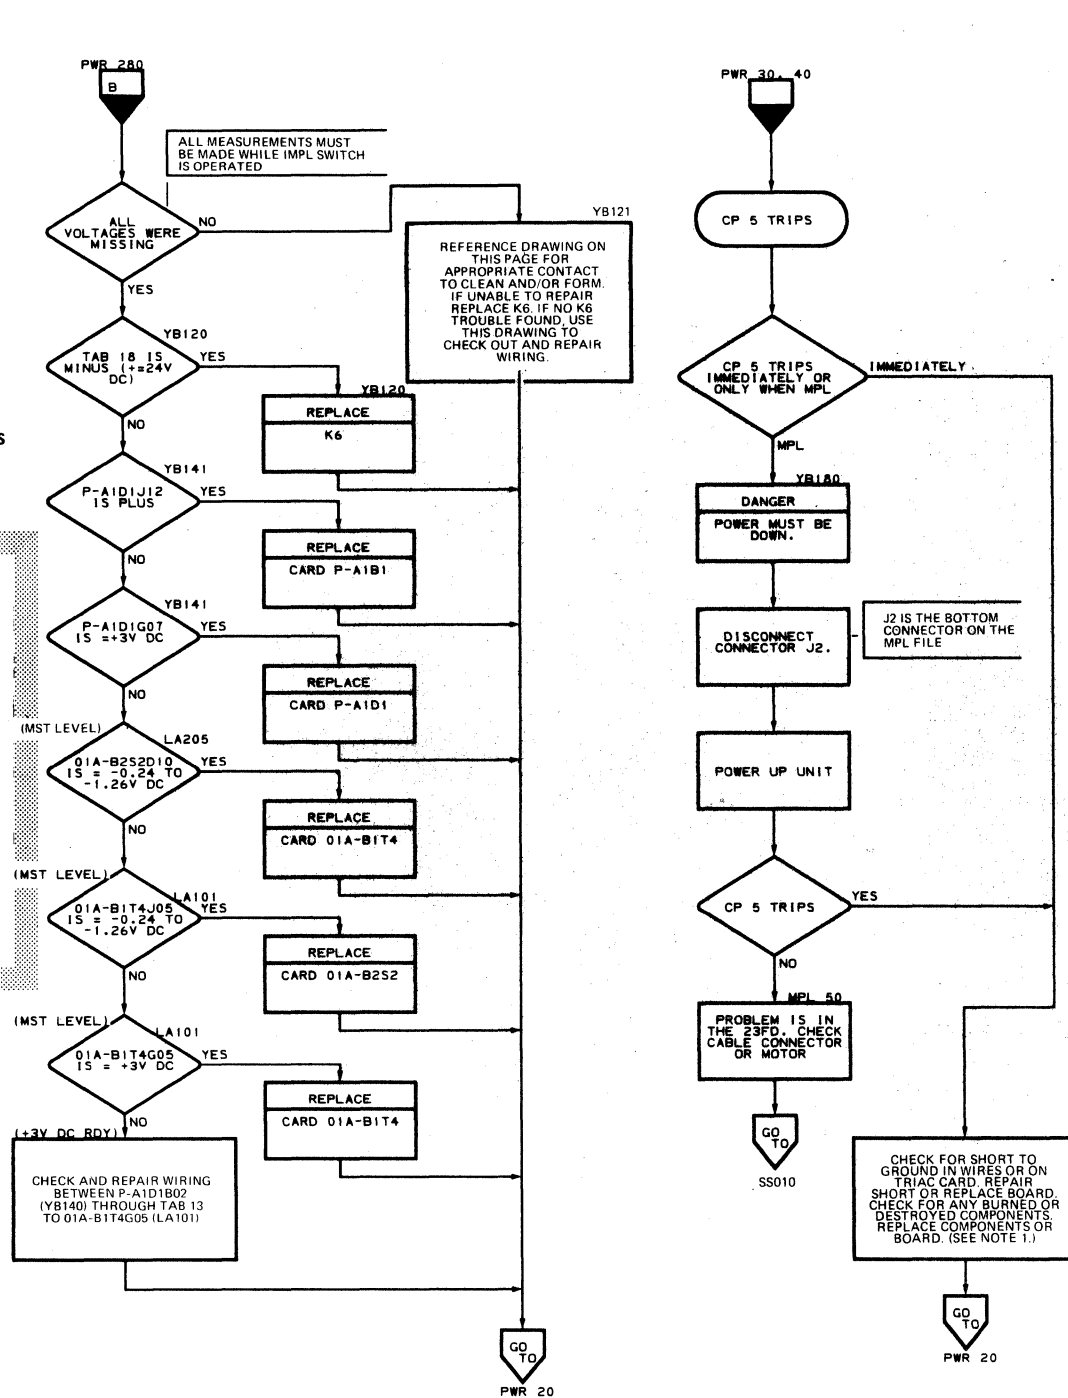 PWR 280
B
ALL MEASUREMENTS MUST
BE MADE WHILE IMPL SWITCH
IS OPERATED
ALL
VOLTAGES WERE
MISSING
NO
YES
YB121
REFERENCE DRAWING ON
THIS PAGE FOR
APPROPRIATE CONTACT
TO CLEAN AND/OR FORM.
IF UNABLE TO REPAIR
REPLACE K6. IF NO K6
TROUBLE FOUND, USE
THIS DRAWING TO
CHECK OUT AND REPAIR
WIRING.
YB120
TAB 18 IS
MINUS (+=24V
DC)
YES
NO
YB120
REPLACE
K6
S
YB141
P-A1D1J12
IS PLUS
YES
NO
REPLACE
CARD P-A1B1
YB141
P-A1D1G07
IS =+3V DC
YES
NO
REPLACE
CARD P-A1D1
(MST LEVEL)
LA205
01A-B2S2D10
IS = -0.24 TO
-1.26V DC
YES
NO
REPLACE
CARD 01A-B1T4
(MST LEVEL)
LA101
01A-B1T4J05
IS = -0.24 TO
-1.26V DC
YES
NO
REPLACE
CARD 01A-B2S2
(MST LEVEL)
LA101
01A-B1T4G05
IS = +3V DC
YES
NO
REPLACE
CARD 01A-B1T4
(+3V DC RDY)
CHECK AND REPAIR WIRING
BETWEEN P-A1D1B02
(YB140) THROUGH TAB 13
TO 01A-B1T4G05 (LA101)
GO
TO
PWR 20
PWR 30, 40
CP 5 TRIPS
CP 5 TRIPS
IMMEDIATELY OR
ONLY WHEN MPL
IMMEDIATELY
MPL
YB180
DANGER
POWER MUST BE
DOWN.
DISCONNECT
CONNECTOR J2.
J2 IS THE BOTTOM
CONNECTOR ON THE
MPL FILE
POWER UP UNIT
CP 5 TRIPS
YES
NO
MPL 50
PROBLEM IS IN
THE 23FD. CHECK
CABLE CONNECTOR
OR MOTOR
GO
TO
SS010
CHECK FOR SHORT TO
GROUND IN WIRES OR ON
TRIAC CARD. REPAIR
SHORT OR REPLACE BOARD.
CHECK FOR ANY BURNED OR
DESTROYED COMPONENTS.
REPLACE COMPONENTS OR
BOARD. (SEE NOTE 1.)
GO
TO
PWR 20